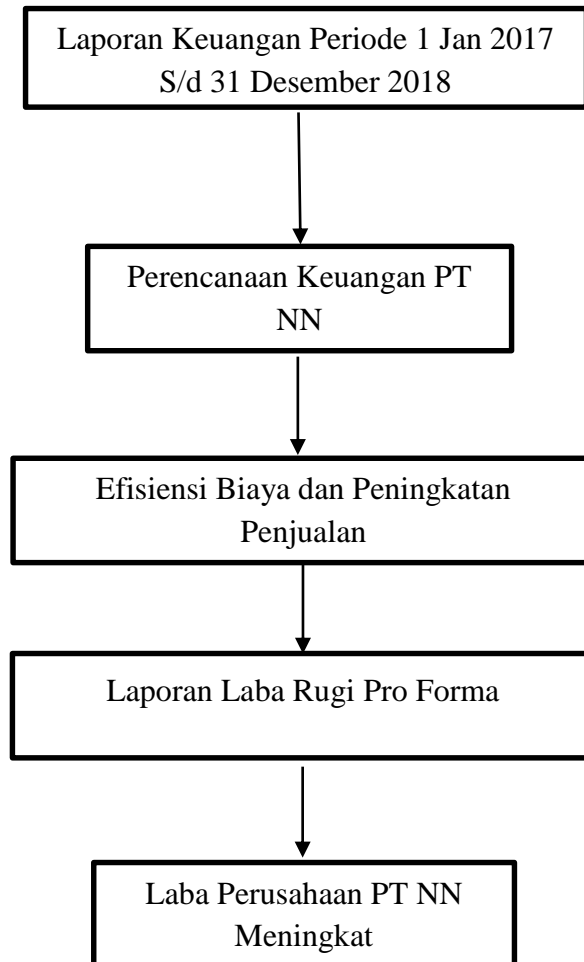 Laporan Keuangan Periode 1 Jan 2017
S/d 31 Desember 2018
Perencanaan Keuangan PT
NN
Efisiensi Biaya dan Peningkatan
Penjualan
Laporan Laba Rugi Pro Forma
Laba Perusahaan PT NN
Meningkat